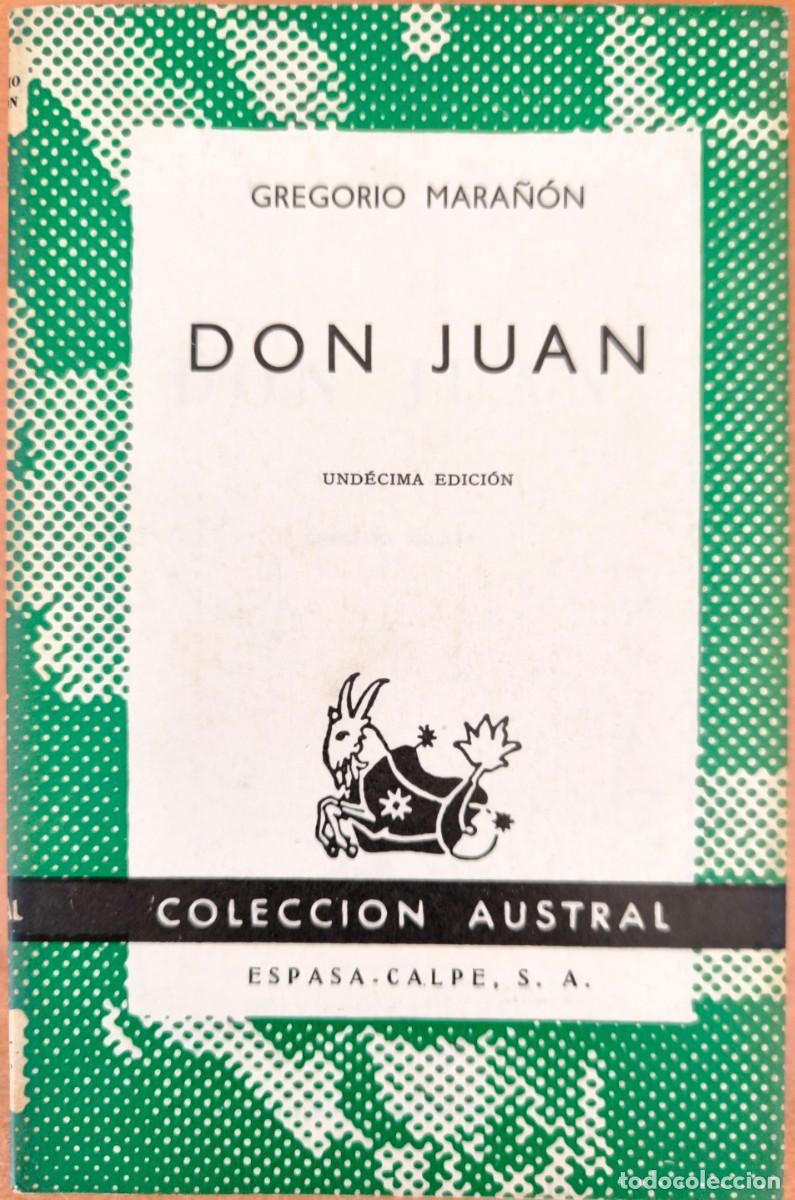 GREGORIO MARAÑÓN
DON JUAN
UNDÉCIMA EDICIÓN
COLECCION AUSTRAL
ESPASA-CALPE, S. A.
todocoleccion